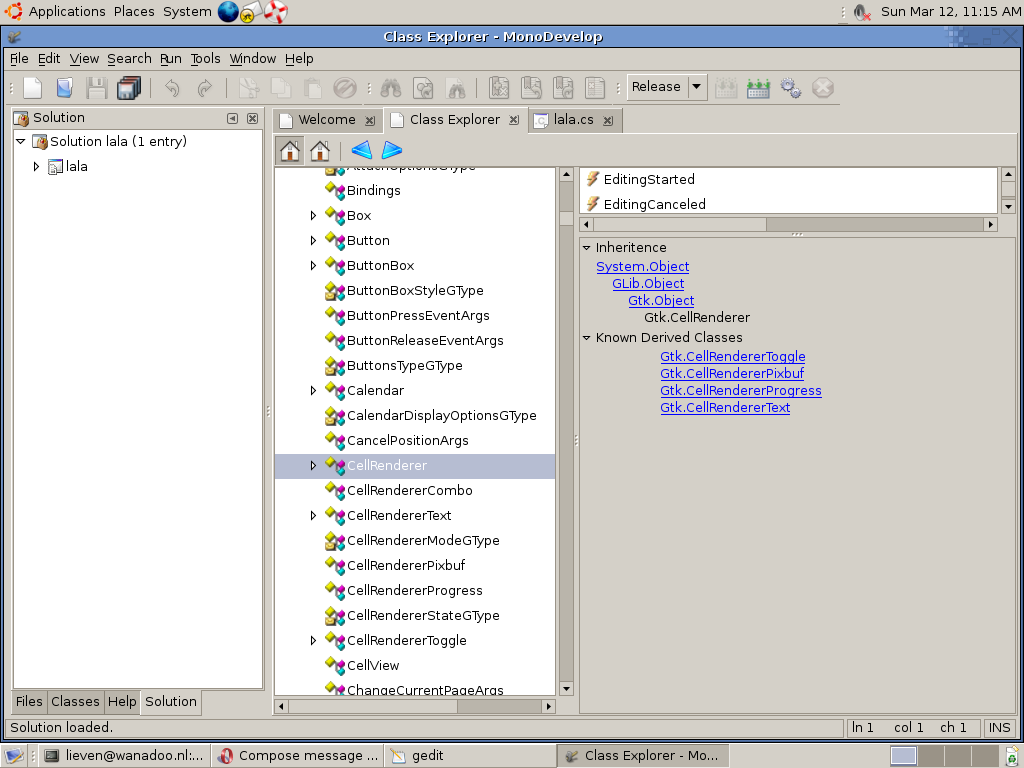 Applications Places System Sun Mar 12, 11:15 AM
Class Explorer - MonoDevelop
File Edit View Search Run Tools Window Help
Release
Solution
Solution lala (1 entry)
lala
Files Classes Help Solution
Welcome Class Explorer lala.cs
AttachOptionsGType
Bindings
Box
Button
ButtonBox
ButtonBoxStyleGType
ButtonPressEventArgs
ButtonReleaseEventArgs
ButtonsTypeGType
Calendar
CalendarDisplayOptionsGType
CancelPositionArgs
CellRenderer
CellRendererCombo
CellRendererText
CellRendererModeGType
CellRendererPixbuf
CellRendererProgress
CellRendererStateGType
CellRendererToggle
CellView
ChangeCurrentPageArgs
EditingStarted
EditingCanceled
Inheritence
System.Object
GLib.Object
Gtk.Object
Gtk.CellRenderer
Known Derived Classes
Gtk.CellRendererToggle
Gtk.CellRendererPixbuf
Gtk.CellRendererProgress
Gtk.CellRendererText
Solution loaded. ln 1 col 1 ch 1 INS
lieven@wanadoo.nl:... Compose message ... gedit Class Explorer - Mo...